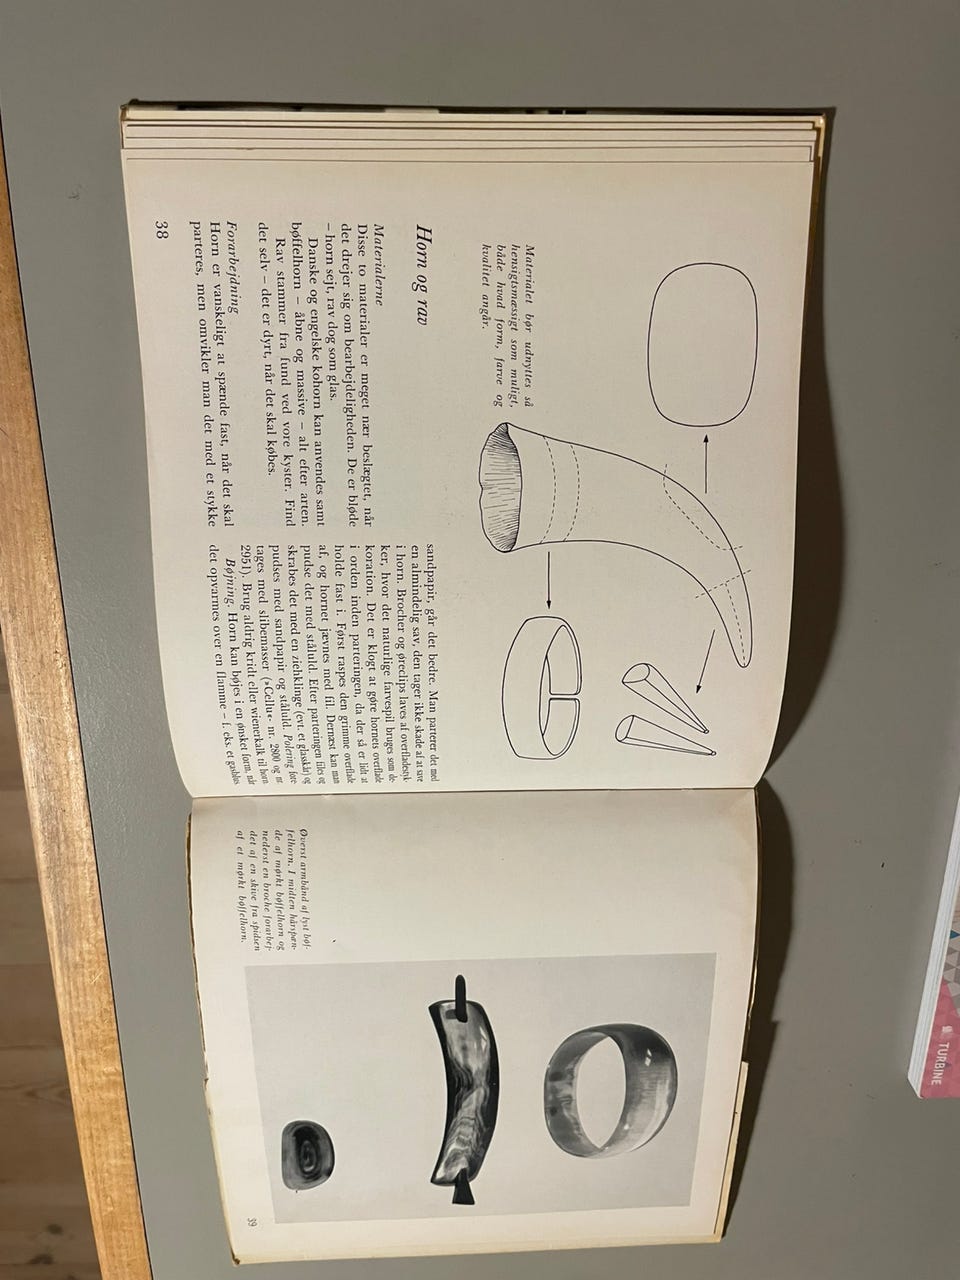 Materialet bør udnyttes så
hensigtsmæssigt som muligt,
både hvad form, farve og
kvalitet angår.
Horn og rav
Materialerne
Disse to materialer er meget nær beslægtet, når
det drejer sig om bearbejdeligheden. De er bløde
– horn sejt, rav dog som glas.
Danske og engelske kohorn kan anvendes samt
bøffelhorn – åbne og massive – alt efter arten.
Rav stammer fra fund ved vore kyster. Find
det selv – det er dyrt, når det skal købes.
Forarbejdning
Horn er vanskeligt at spænde fast, når det skal
parteres, men omvikler man det med et stykke
38
sandpapir, går det bedre. Man parterer det med
en almindelig sav, den tager ikke skade af at save
i horn. Brocher og øreclips laves af overfladestyk-
ker, hvor det naturlige farvespil bruges som de-
koration. Det er klogt at gøre hornets overflade
i orden inden parteringen, da der så er lidt at
holde fast i. Først raspes den grimme overflade
af, og hornet jævnes med fil. Dernæst kan man
pudse det med ståluld. Efter parteringen files og
skrabes det med en ziehklinge (evt. et glasskår) og
pudses med sandpapir og ståluld. Polering fore-
tages med slibemasser (»Cellu«- nr. 2800 og nr.
2951). Brug aldrig kridt eller wienerkalk til horn.
Bøjning. Horn kan bøjes i en ønsket form, når
det opvarmes over en flamme – f. eks. et gasblus
Øverst armbånd af lyst bøf-
felhorn. I midten hårspæn-
de af mørkt bøffelhorn og
nederst en broche forarbej-
det af en skive fra spidsen
af et mørkt bøffelhorn.
39
TURBINE